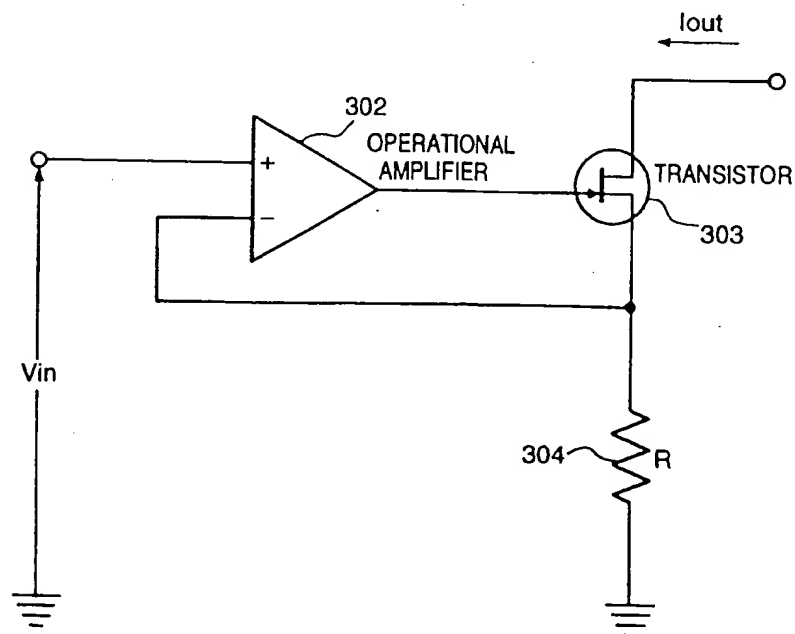 Iout
302
OPERATIONAL
AMPLIFIER
+
−
TRANSISTOR
303
Vin
304
R